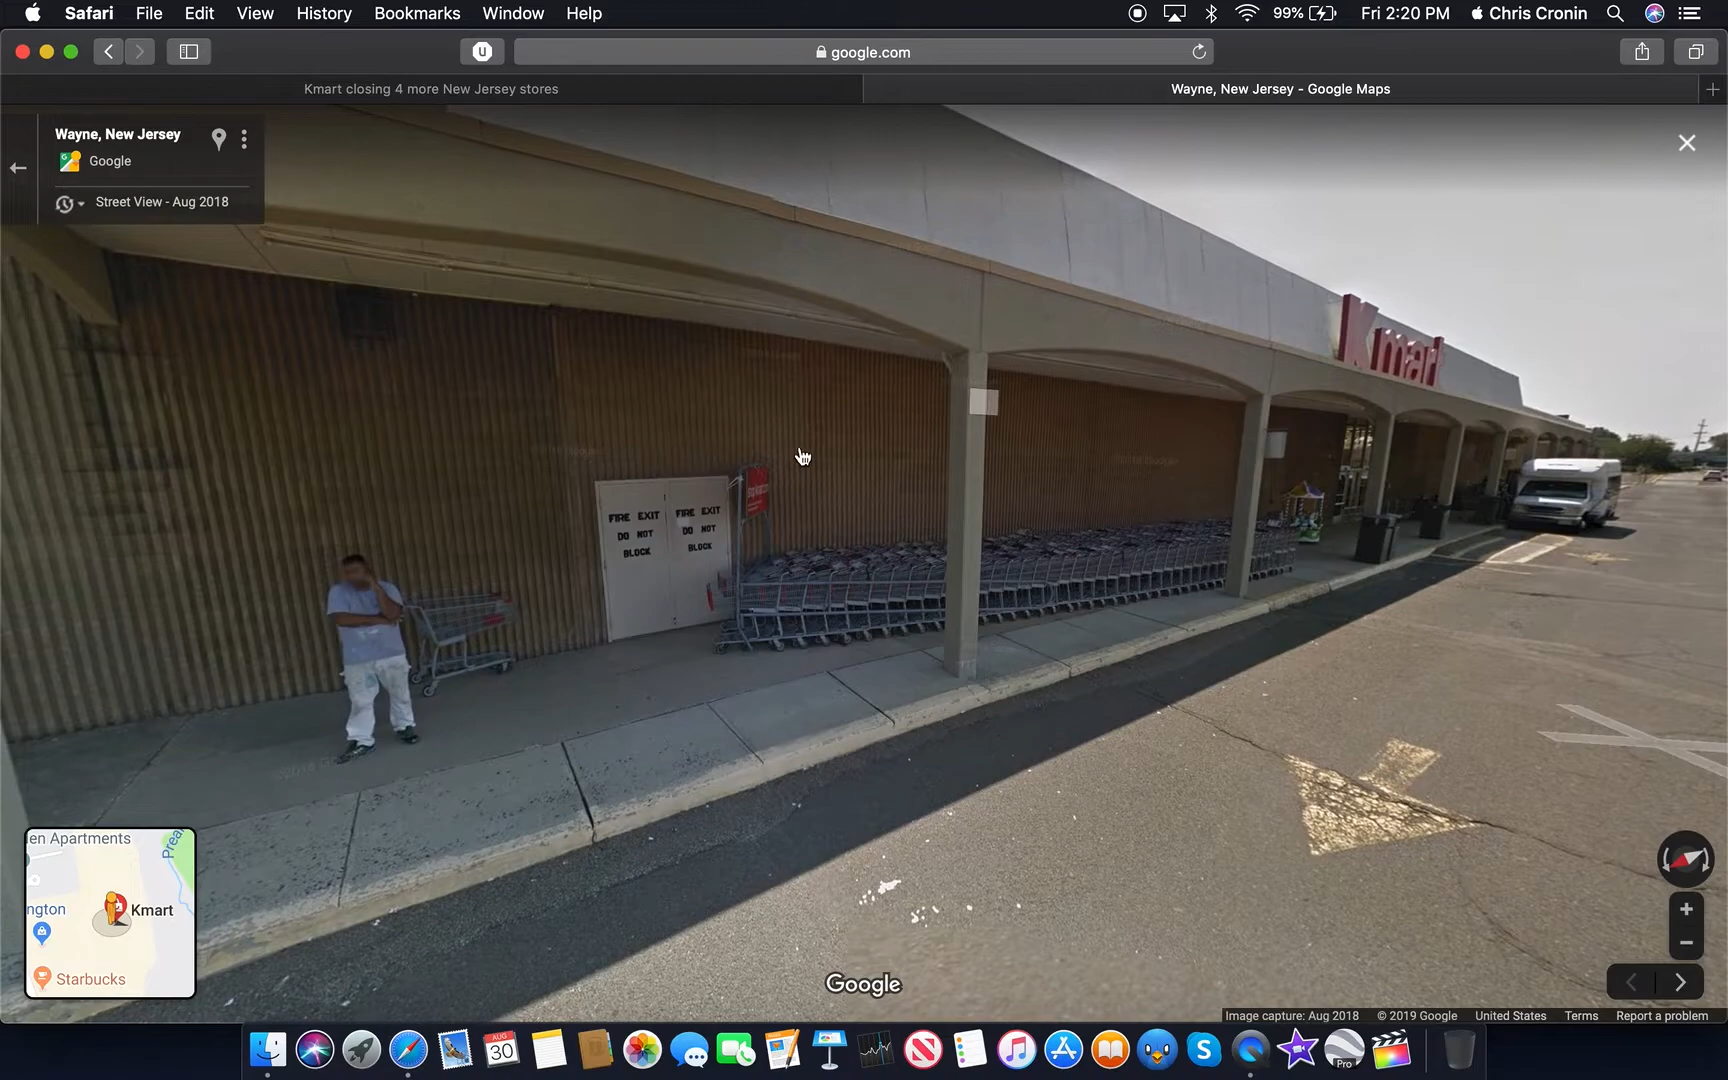 Safari File Edit View History Bookmarks Window Help
99% Fri 2:20 PM Chris Cronin
google.com
Kmart closing 4 more New Jersey stores
Wayne, New Jersey - Google Maps
Wayne, New Jersey
Google
Street View - Aug 2018
Kmart
FIRE EXIT
DO NOT
BLOCK
FIRE EXIT
DO NOT
BLOCK
en Apartments
Prea
ngton
Kmart
Starbucks
Google
Image capture: Aug 2018 © 2019 Google United States Terms Report a problem
AUG
30
Pro